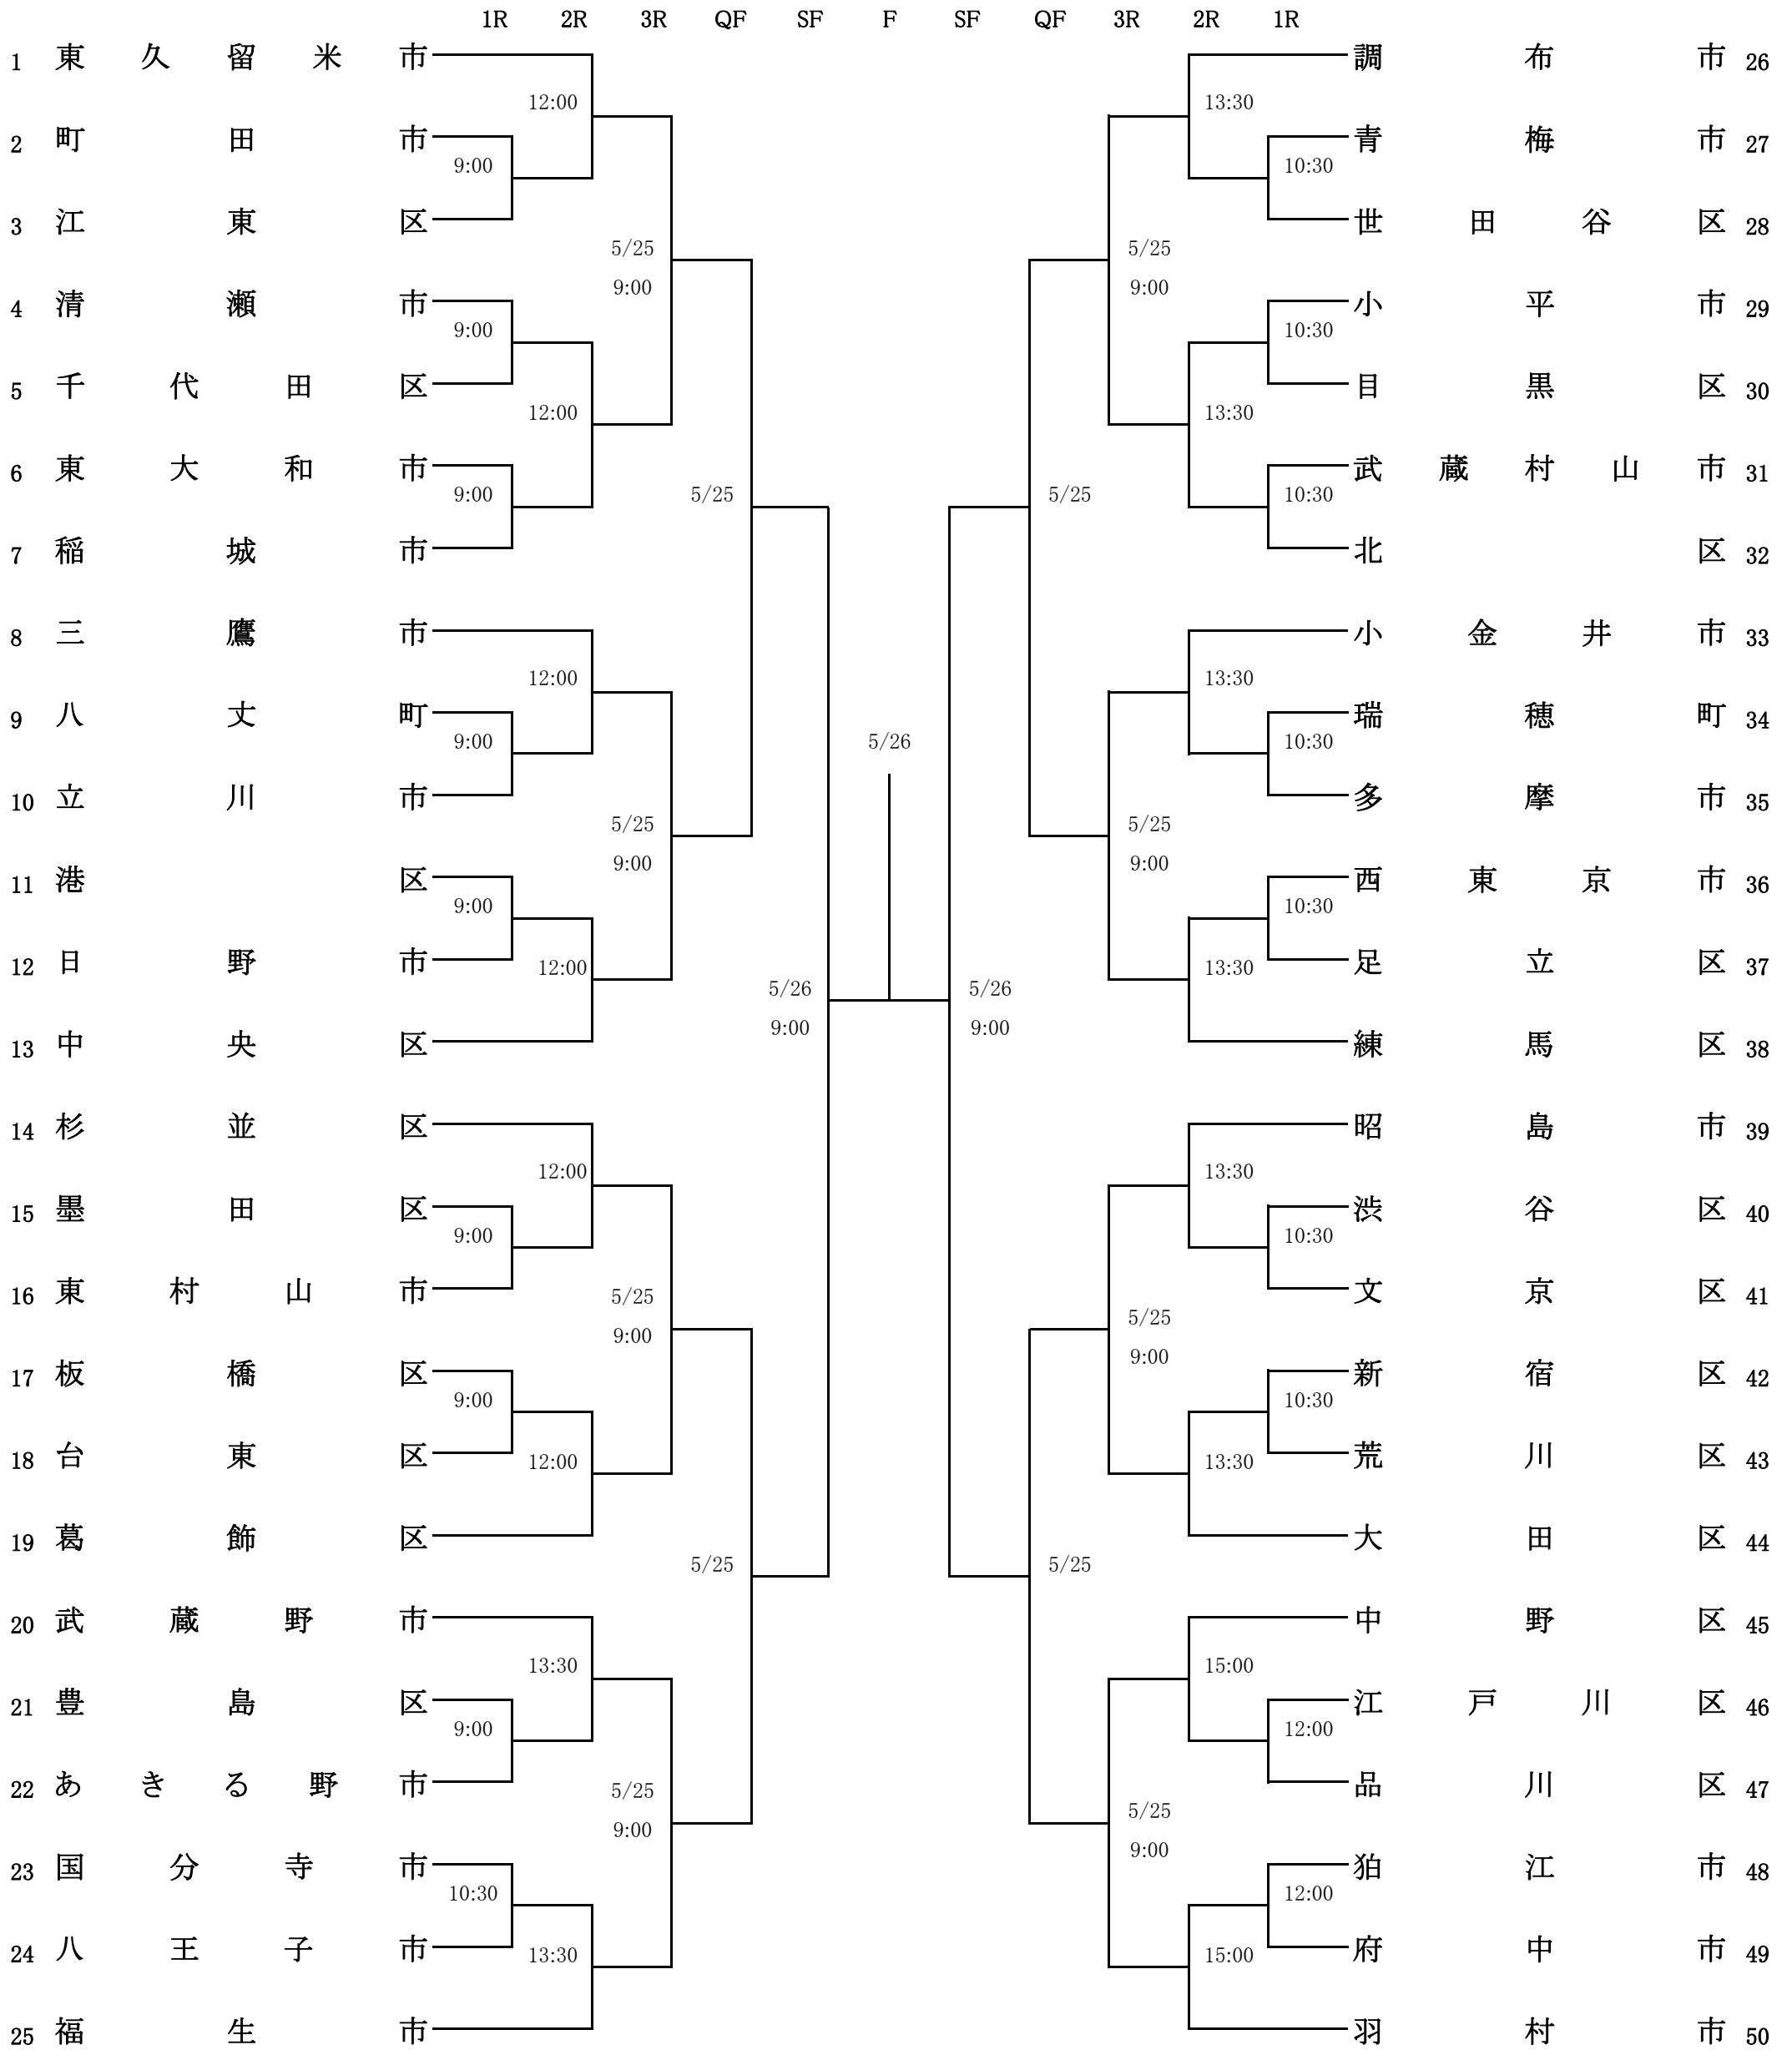 1R 2R 3R QF SF F SF QF 3R 2R 1R
1 東久留米市 調布市 26
12:00 13:30
2 町田市 青梅市 27
9:00 10:30
3 江東区 世田谷区 28
5/25 5/25
9:00 9:00
4 清瀬市 小平市 29
9:00 10:30
5 千代田区 目黒区 30
12:00 13:30
6 東大和市 武蔵村山市 31
9:00 5/25 5/25 10:30
7 稲城市 北区 32
8 三鷹市 小金井市 33
12:00 13:30
9 八丈町 瑞穂町 34
9:00 5/26 10:30
10 立川市 多摩市 35
5/25 5/25
9:00 9:00
11 港区 西東京市 36
9:00 10:30
12 日野市 足立区 37
12:00 13:30
5/26 5/26
9:00 9:00
13 中央区 練馬区 38
14 杉並区 昭島市 39
12:00 13:30
15 墨田区 渋谷区 40
9:00 10:30
16 東村山市 文京区 41
5/25 5/25
9:00 9:00
17 板橋区 新宿区 42
9:00 10:30
18 台東区 荒川区 43
12:00 13:30
19 葛飾区 大田区 44
5/25 5/25
20 武蔵野市 中野区 45
13:30 15:00
21 豊島区 江戸川区 46
9:00 12:00
22 あきる野市 品川区 47
5/25 5/25
9:00 9:00
23 国分寺市 狛江市 48
10:30 12:00
24 八王子市 府中市 49
13:30 15:00
25 福生市 羽村市 50